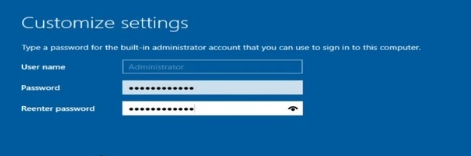 Customize settings
Type a password for the built-in administrator account that you can use to sign in to this computer.
User name
Administrator
Password
••••••••••••
Reenter password
••••••••••••